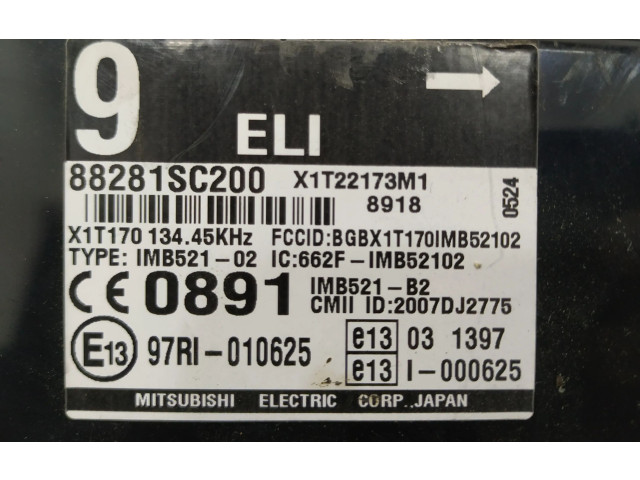 9 ELI
88281SC200 X1T22173M1
8918
0524
X1T170 134.45KHz FCCID:BGBX1T170IMB52102
TYPE: IMB521-02 IC:662F-IMB52102
CE 0891 IMB521-B2
CMII ID:2007DJ2775
E13 97RI-010625 e13 03 1397
e13 I-000625
MITSUBISHI ELECTRIC CORP.,JAPAN